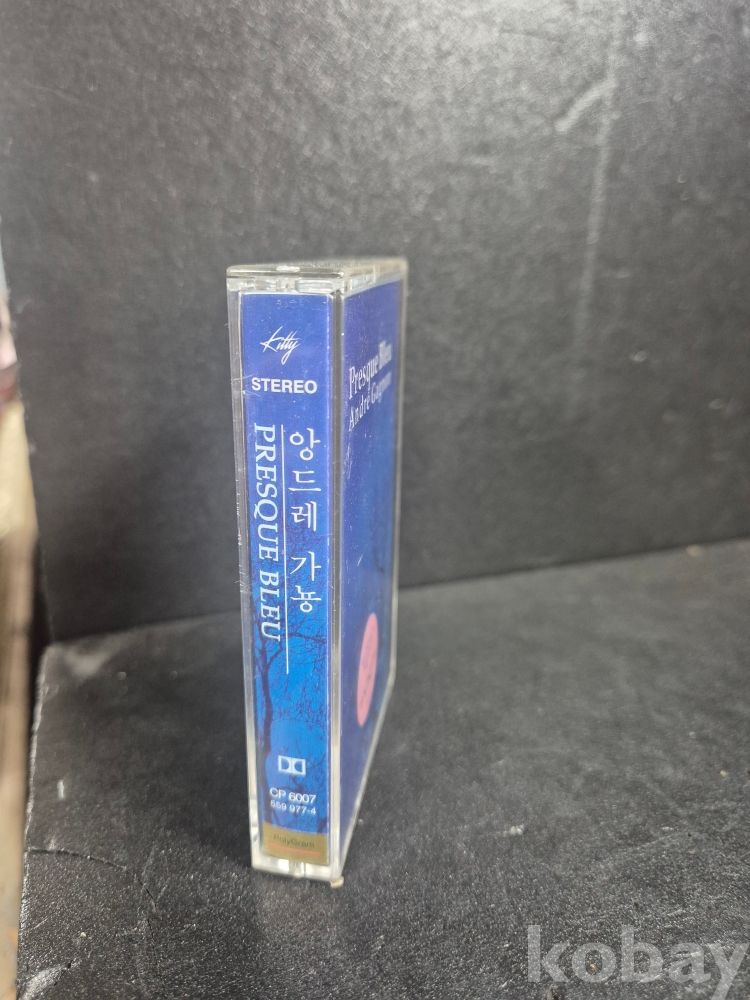 Kitty
STEREO
앙드레 가뇽
PRESQUE BLEU
CP 6007
559 977-4
PolyGram
Presque Bleu
André Gagnon
kobay